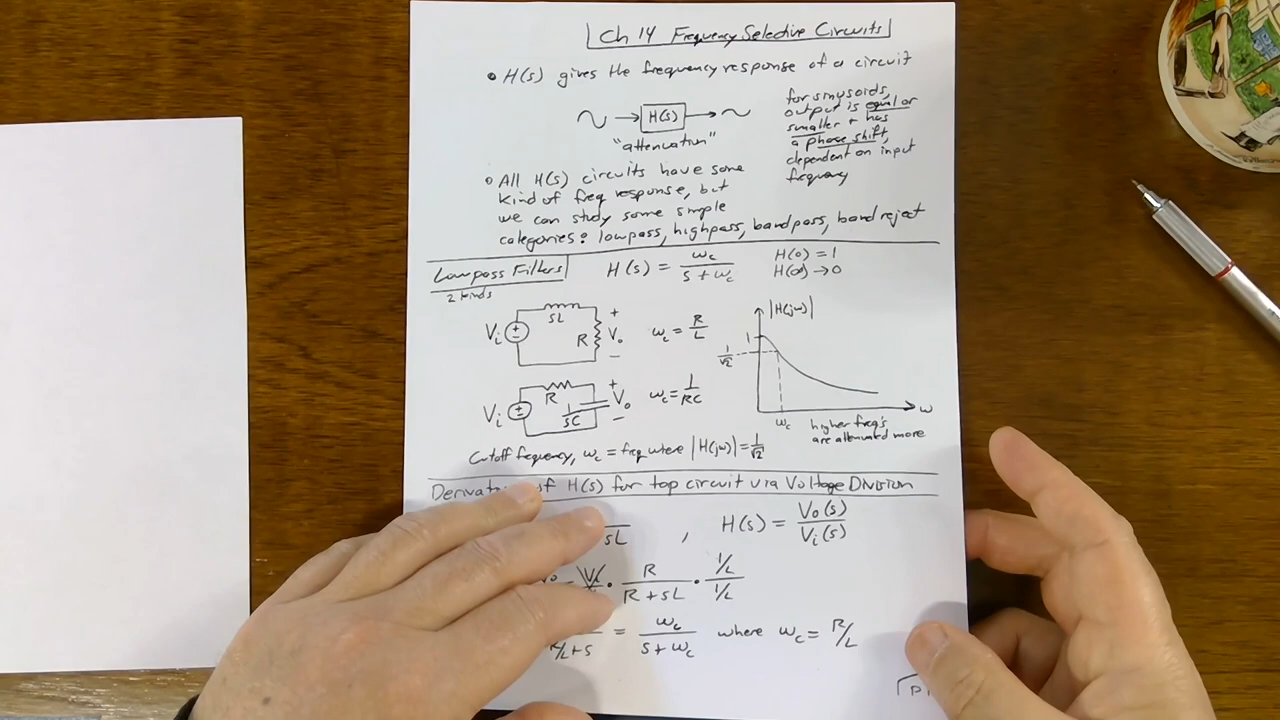 Ch 14 Frequency Selective Circuits
• H(s) gives the frequency response of a circuit
H(s)
"attenuation"
for sinusoids,
output is equal or
smaller + has
a phase shift,
dependent on input
frequency
• All H(s) circuits have some
kind of freq response, but
we can study some simple
categories: lowpass, highpass, bandpass, band reject
Lowpass Filters
2 kinds
H(s) = ωc / (s + ωc)
H(0) = 1
H(∞) → 0
Vi ± sL R + Vo −
ωc = R/L
Vi ± R 1/sC + Vo −
ωc = 1/RC
|H(jω)|
1
1/√2
ωc
ω
higher freq's
are attenuated more
Cutoff frequency, ωc = freq where |H(jω)| = 1/√2
of H(s) for top circuit via Voltage Division
sL , H(s) = Vo(s)/Vi(s)
Vi • R/(R + sL) • (1/L)/(1/L)
R/L + s = ωc/(s + ωc) where ωc = R/L